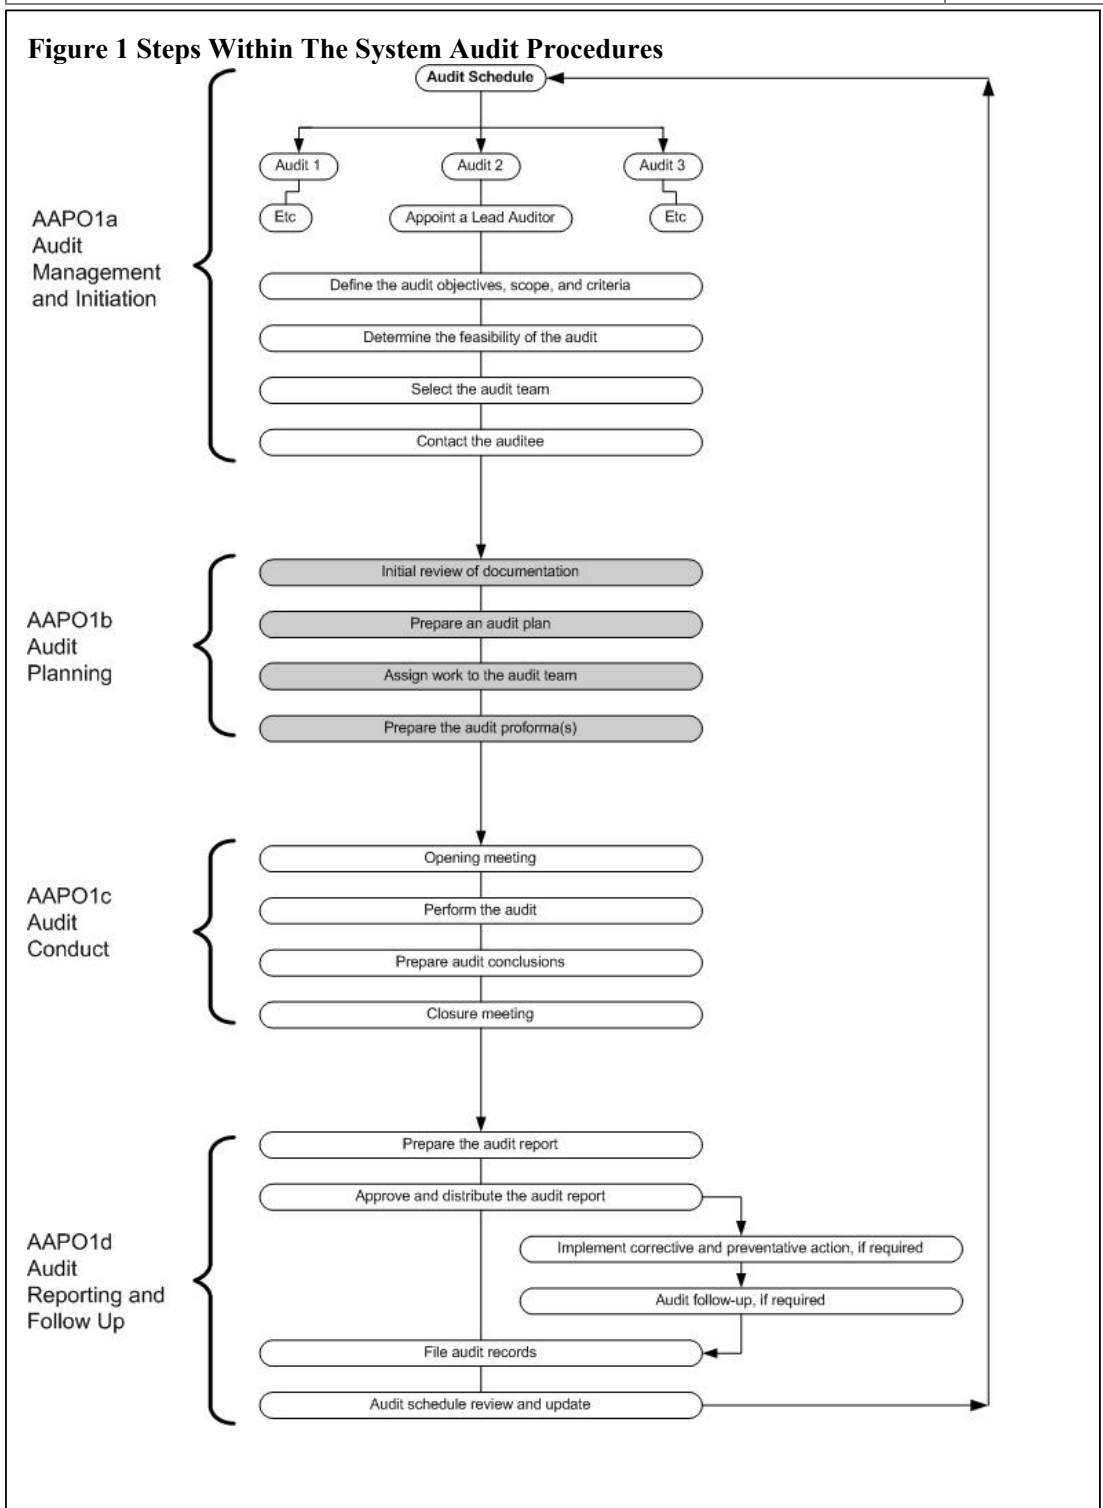 Figure 1 Steps Within The System Audit Procedures
Audit Schedule
Audit 1
Audit 2
Audit 3
Etc
Appoint a Lead Auditor
Etc
AAPO1a
Audit
Management
and Initiation
Define the audit objectives, scope, and criteria
Determine the feasibility of the audit
Select the audit team
Contact the auditee
AAPO1b
Audit
Planning
Initial review of documentation
Prepare an audit plan
Assign work to the audit team
Prepare the audit proforma(s)
AAPO1c
Audit
Conduct
Opening meeting
Perform the audit
Prepare audit conclusions
Closure meeting
AAPO1d
Audit
Reporting and
Follow Up
Prepare the audit report
Approve and distribute the audit report
Implement corrective and preventative action, if required
Audit follow-up, if required
File audit records
Audit schedule review and update